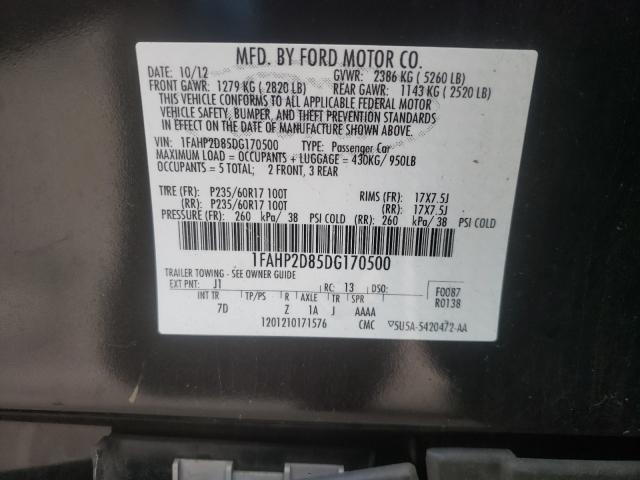 MFD. BY FORD MOTOR CO.
DATE: 10/12 GVWR: 2386 KG ( 5260 LB)
FRONT GAWR: 1279 KG ( 2820 LB) REAR GAWR: 1143 KG ( 2520 LB)
THIS VEHICLE CONFORMS TO ALL APPLICABLE FEDERAL MOTOR
VEHICLE SAFETY, BUMPER, AND THEFT PREVENTION STANDARDS
IN EFFECT ON THE DATE OF MANUFACTURE SHOWN ABOVE.
VIN: 1FAHP2D85DG170500 TYPE: Passenger Car
MAXIMUM LOAD = OCCUPANTS + LUGGAGE = 430KG/ 950LB
OCCUPANTS = 5 TOTAL; 2 FRONT, 3 REAR
TIRE (FR): P235/60R17 100T RIMS (FR): 17X7.5J
(RR): P235/60R17 100T (RR): 17X7.5J
PRESSURE (FR): 260 kPa/ 38 PSI COLD (RR): 260 kPa/ 38 PSI COLD
1FAHP2D85DG170500
TRAILER TOWING - SEE OWNER GUIDE
EXT PNT: J1 RC: 13 DSO: F0087
R0138
INT TR TP/PS R AXLE TR SPR
7D Z 1A J AAAA
1201210171576 CMC ▽5U5A-5420472-AA